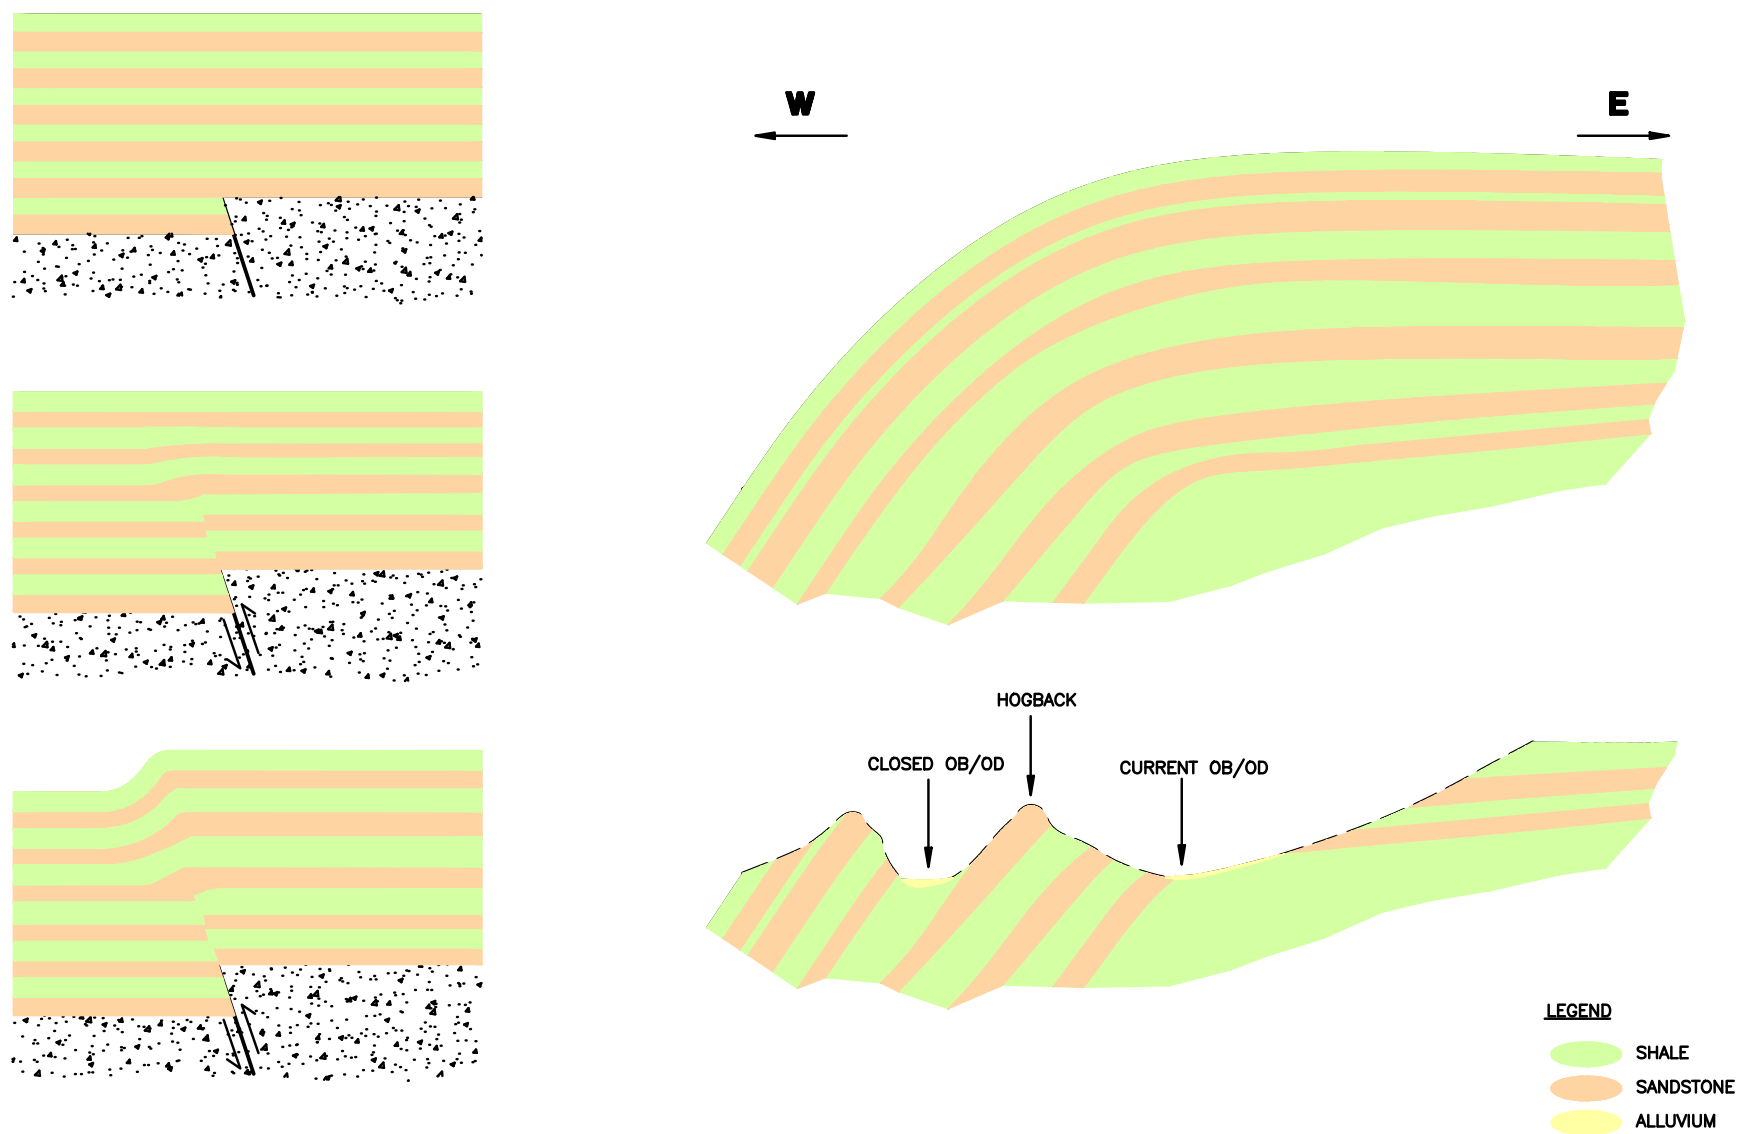 W
E
HOGBACK
CLOSED OB/OD
CURRENT OB/OD
LEGEND
SHALE
SANDSTONE
ALLUVIUM